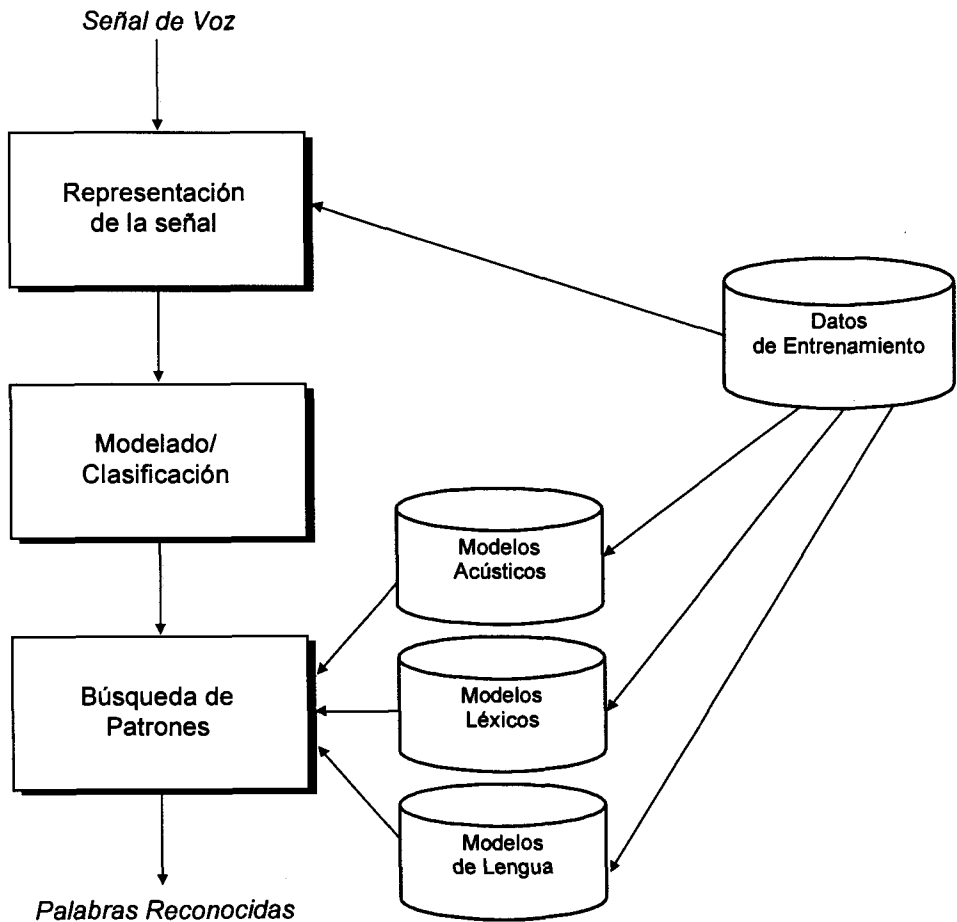 Señal de Voz
Representación
de la señal
Datos
de Entrenamiento
Modelado/
Clasificación
Modelos
Acústicos
Búsqueda de
Patrones
Modelos
Léxicos
Modelos
de Lengua
Palabras Reconocidas